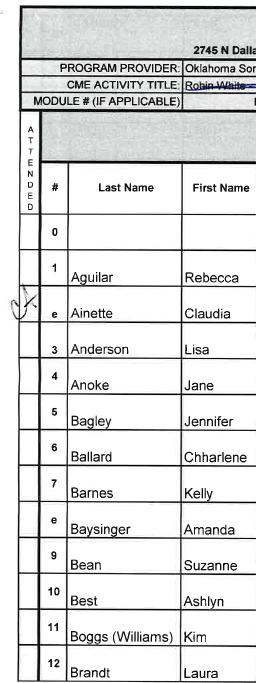 2745 N Dalla
PROGRAM PROVIDER: Oklahoma Son
CME ACTIVITY TITLE: Robin White
MODULE # (IF APPLICABLE)
ATTENDED
# Last Name First Name
0
1 Aguilar Rebecca
e Ainette Claudia
3 Anderson Lisa
4 Anoke Jane
5 Bagley Jennifer
6 Ballard Chharlene
7 Barnes Kelly
e Baysinger Amanda
9 Bean Suzanne
10 Best Ashlyn
11 Boggs (Williams) Kim
12 Brandt Laura